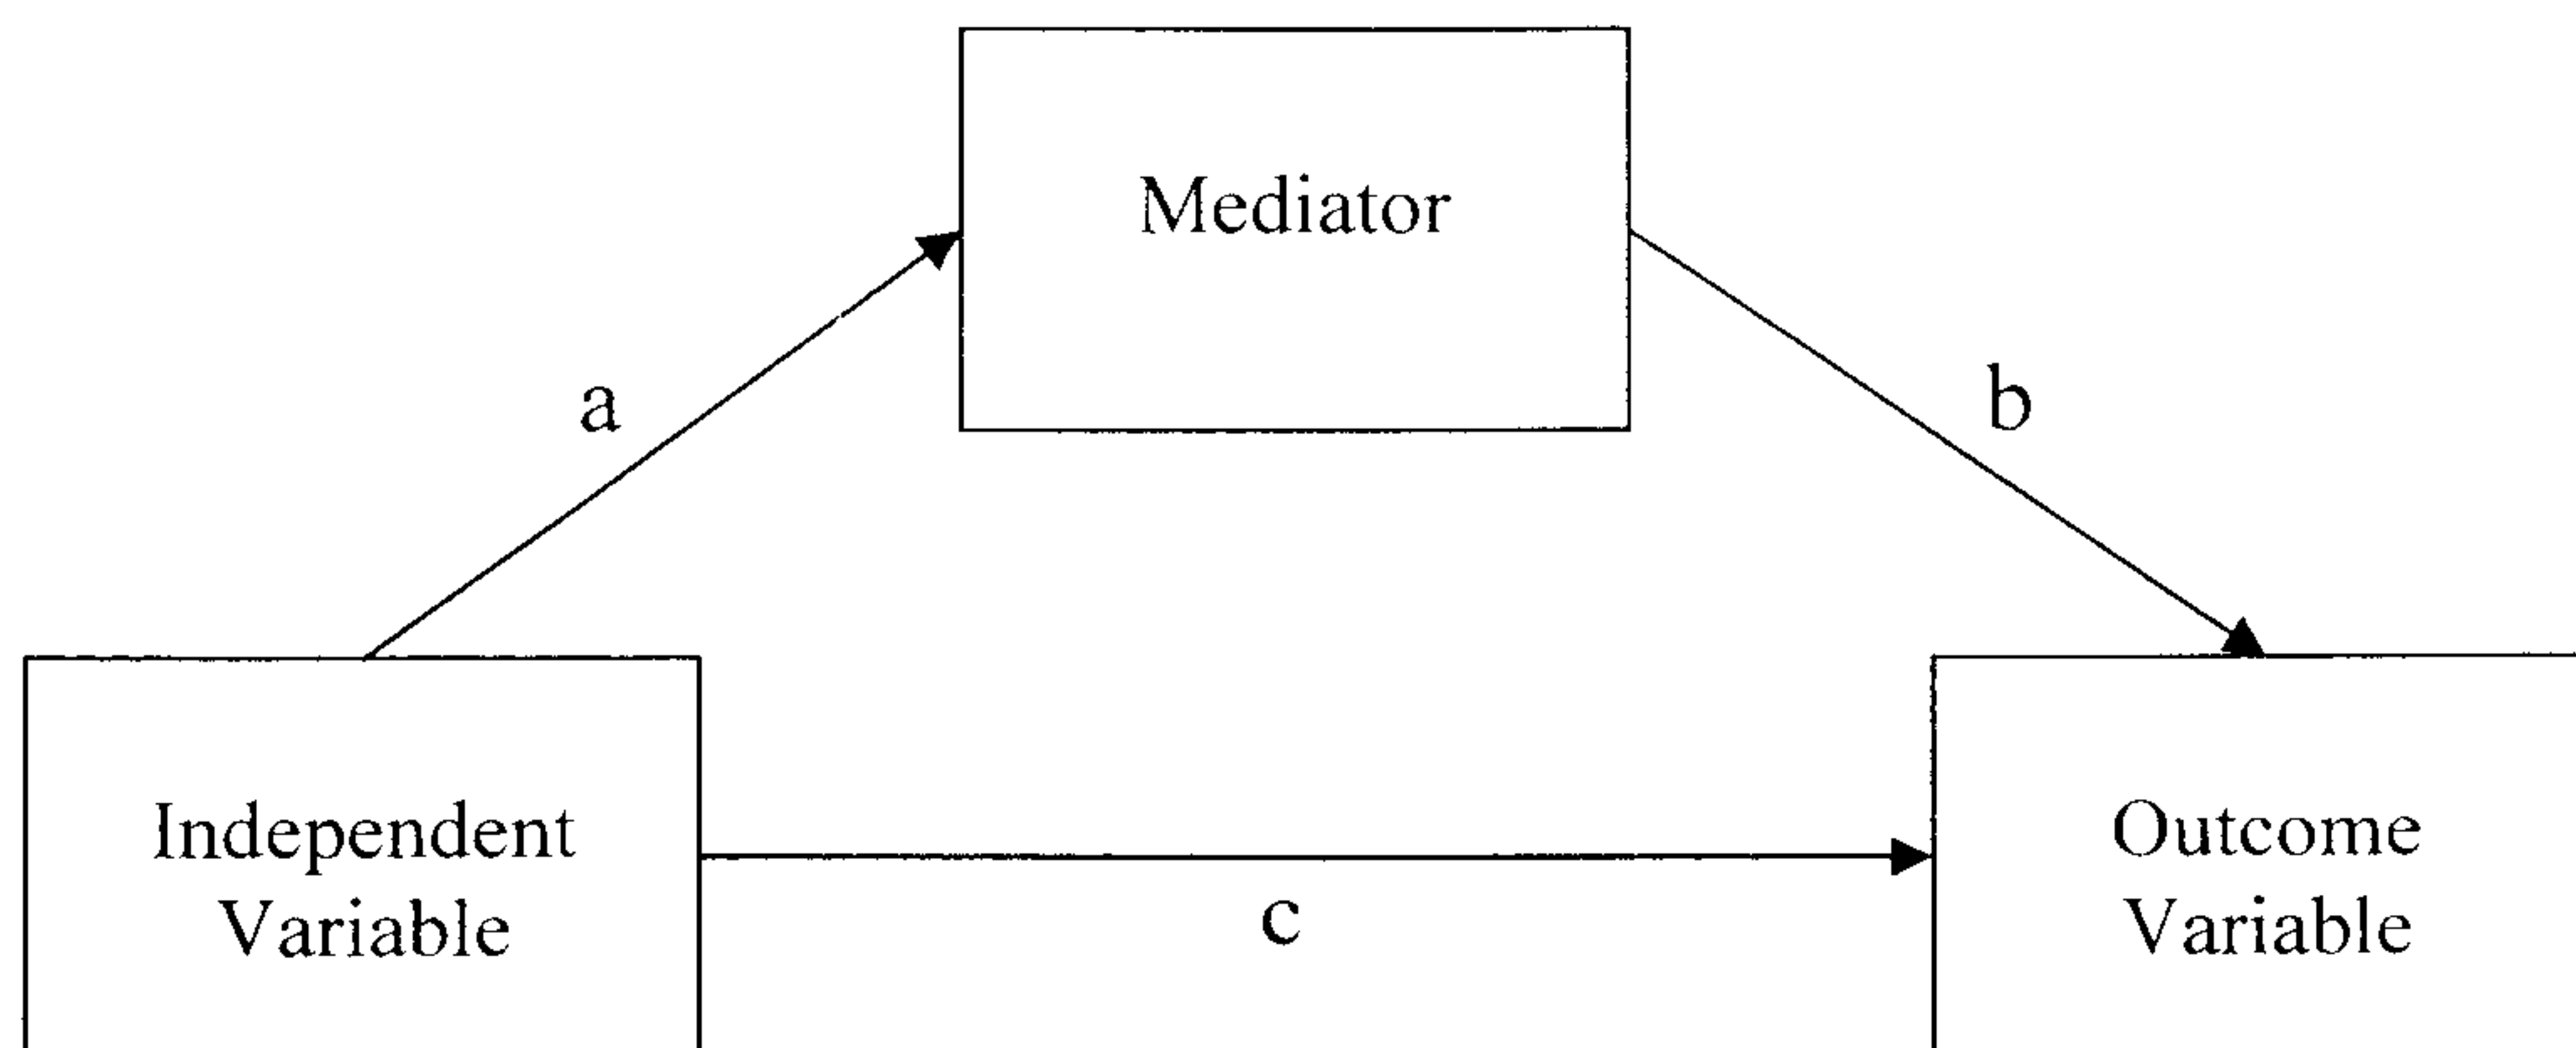 Mediator
a
b
Independent
Variable
c
Outcome
Variable